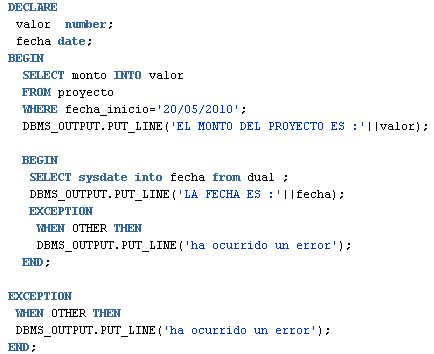 DECLARE
valor  number;
fecha date;
BEGIN
SELECT monto INTO valor
FROM proyecto
WHERE fecha_inicio='20/05/2010';
DBMS_OUTPUT.PUT_LINE('EL MONTO DEL PROYECTO ES :'||valor);
BEGIN
SELECT sysdate into fecha from dual ;
DBMS_OUTPUT.PUT_LINE('LA FECHA ES :'||fecha);
EXCEPTION
WHEN OTHER THEN
DBMS_OUTPUT.PUT_LINE('ha ocurrido un error');
END;
EXCEPTION
WHEN OTHER THEN
DBMS_OUTPUT.PUT_LINE('ha ocurrido un error');
END;